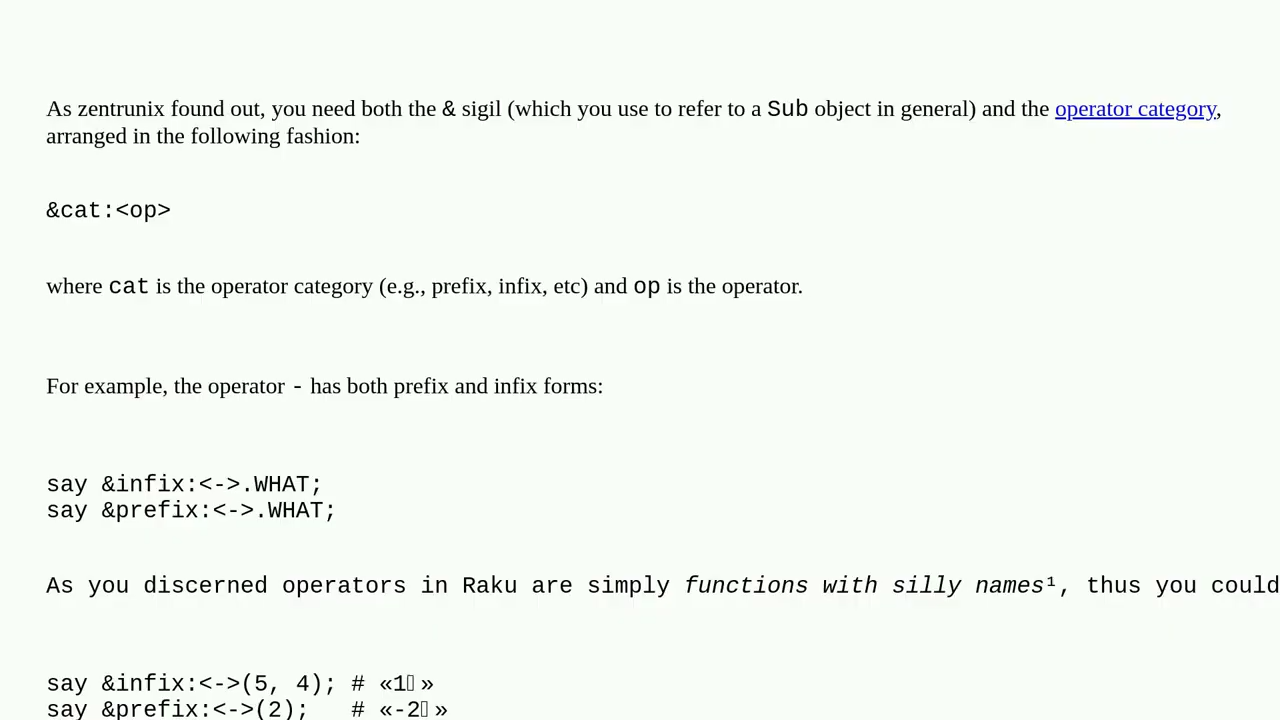 As zentrunix found out, you need both the & sigil (which you use to refer to a Sub object in general) and the operator category,
arranged in the following fashion:
&cat:<op>
where cat is the operator category (e.g., prefix, infix, etc) and op is the operator.
For example, the operator - has both prefix and infix forms:
say &infix:<->.WHAT;
say &prefix:<->.WHAT;
As you discerned operators in Raku are simply functions with silly names¹, thus you could
say &infix:<->(5, 4); # «1␤»
say &prefix:<->(2);   # «-2␤»